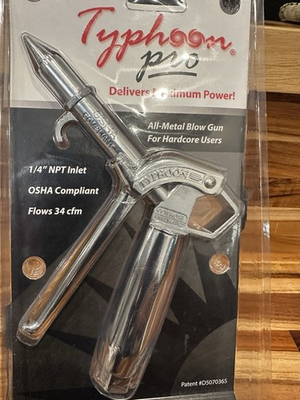 Typhoon®
pro
Delivers Maximum Power!
All-Metal Blow Gun
For Hardcore Users
1/4" NPT Inlet
OSHA Compliant
Flows 34 cfm
TYPHOON
Patent #D5070365